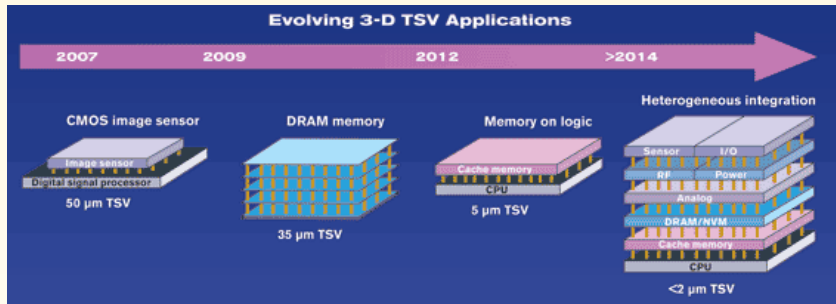 Evolving 3-D TSV Applications
2007 2009 2012 >2014
CMOS image sensor
Image sensor
Digital signal processor
50 µm TSV
DRAM memory
35 µm TSV
Memory on logic
Cache memory
CPU
5 µm TSV
Heterogeneous integration
Sensor I/O
RF Power
Analog
DRAM/NVM
Cache memory
CPU
<2 µm TSV